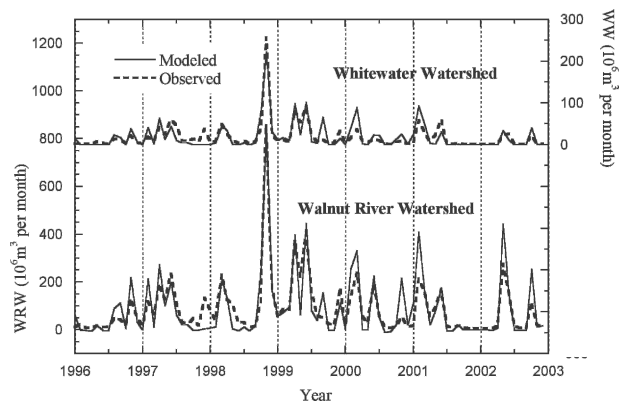 1200
1000
800
600
400
200
0
WRW (10⁶m³ per month)
300
200
100
0
WW (10⁶m³ per month)
Modeled
Observed
Whitewater Watershed
Walnut River Watershed
1996 1997 1998 1999 2000 2001 2002 2003
Year